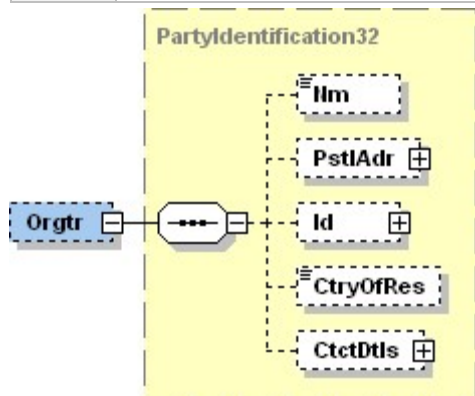 PartyIdentification32
Nm
PstlAdr
Orgtr
Id
CtryOfRes
CtctDtls